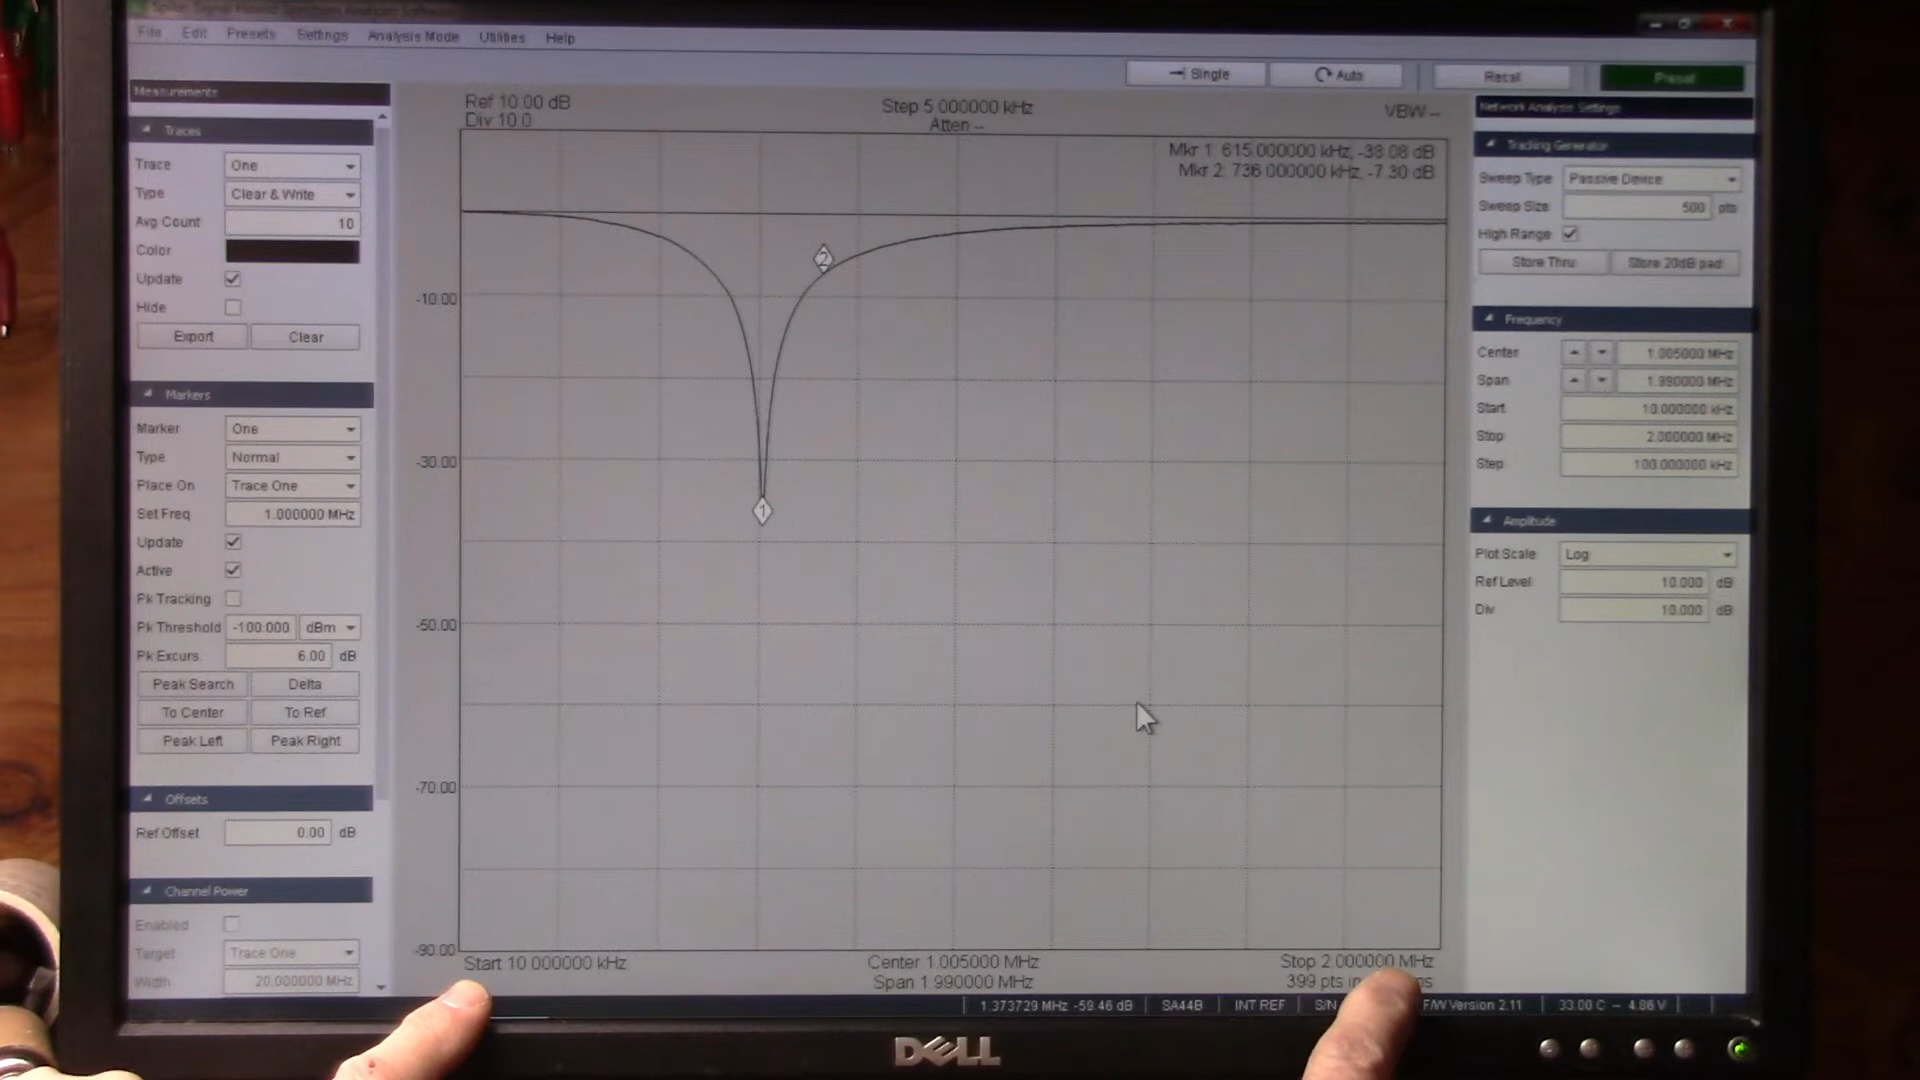 Spike: Signal Hound Spectrum Analyzer Software
File Edit Presets Settings Analysis Mode Utilities Help
Single Auto Recal Preset
Measurements
Traces
Trace One
Type Clear & Write
Avg Count 10
Color
Update
Hide
Export Clear
Markers
Marker One
Type Normal
Place On Trace One
Set Freq 1.000000 MHz
Update
Active
Pk Tracking
Pk Threshold -100.000 dBm
Pk Excurs. 6.00 dB
Peak Search Delta
To Center To Ref
Peak Left Peak Right
Offsets
Ref Offset 0.00 dB
Channel Power
Enabled
Target Trace One
Width 20.000000 MHz
Ref 10.00 dB
Div 10.0
Step 5.000000 kHz
Atten --
VBW --
Mkr 1: 615.000000 kHz, -38.08 dB
Mkr 2: 736.000000 kHz, -7.30 dB
2
1
-10.00
-30.00
-50.00
-70.00
-90.00
Start 10.000000 kHz
Center 1.005000 MHz
Span 1.990000 MHz
Stop 2.000000 MHz
399 pts in
Network Analysis Settings
Tracking Generator
Sweep Type Passive Device
Sweep Size 500 pts
High Range
Store Thru Store 20dB pad
Frequency
Center 1.005000 MHz
Span 1.990000 MHz
Start 10.000000 kHz
Stop 2.000000 MHz
Step 100.000000 kHz
Amplitude
Plot Scale Log
Ref Level 10.000 dB
Div 10.000 dB
1.373729 MHz -59.46 dB SA44B INT REF S/N F/W Version 2.11 33.00 C -- 4.86 V
DELL